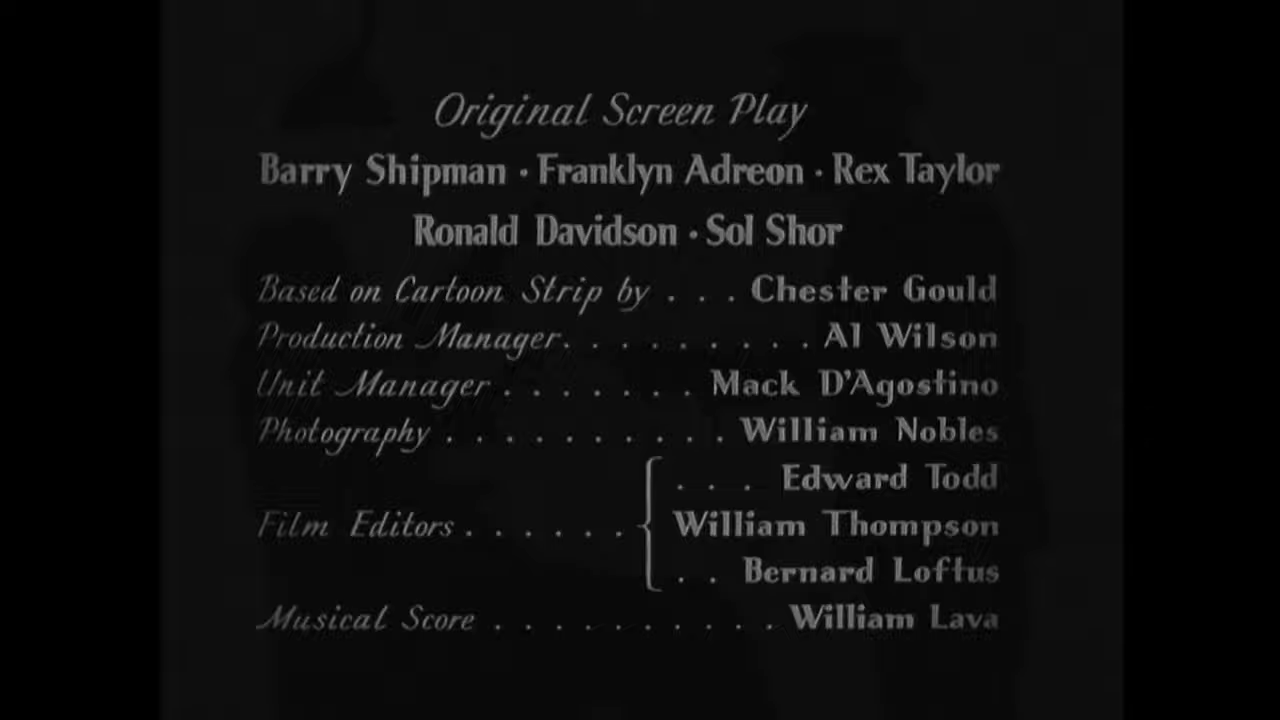 Original Screen Play
Barry Shipman · Franklyn Adreon · Rex Taylor
Ronald Davidson · Sol Shor
Based on Cartoon Strip by . . . Chester Gould
Production Manager. . . . . . . . . Al Wilson
Unit Manager . . . . . . . Mack D'Agostino
Photography . . . . . . . . . . William Nobles
. . . Edward Todd
Film Editors . . . . . . { William Thompson
. . Bernard Loftus
Musical Score . . . . . . . . . . William Lava